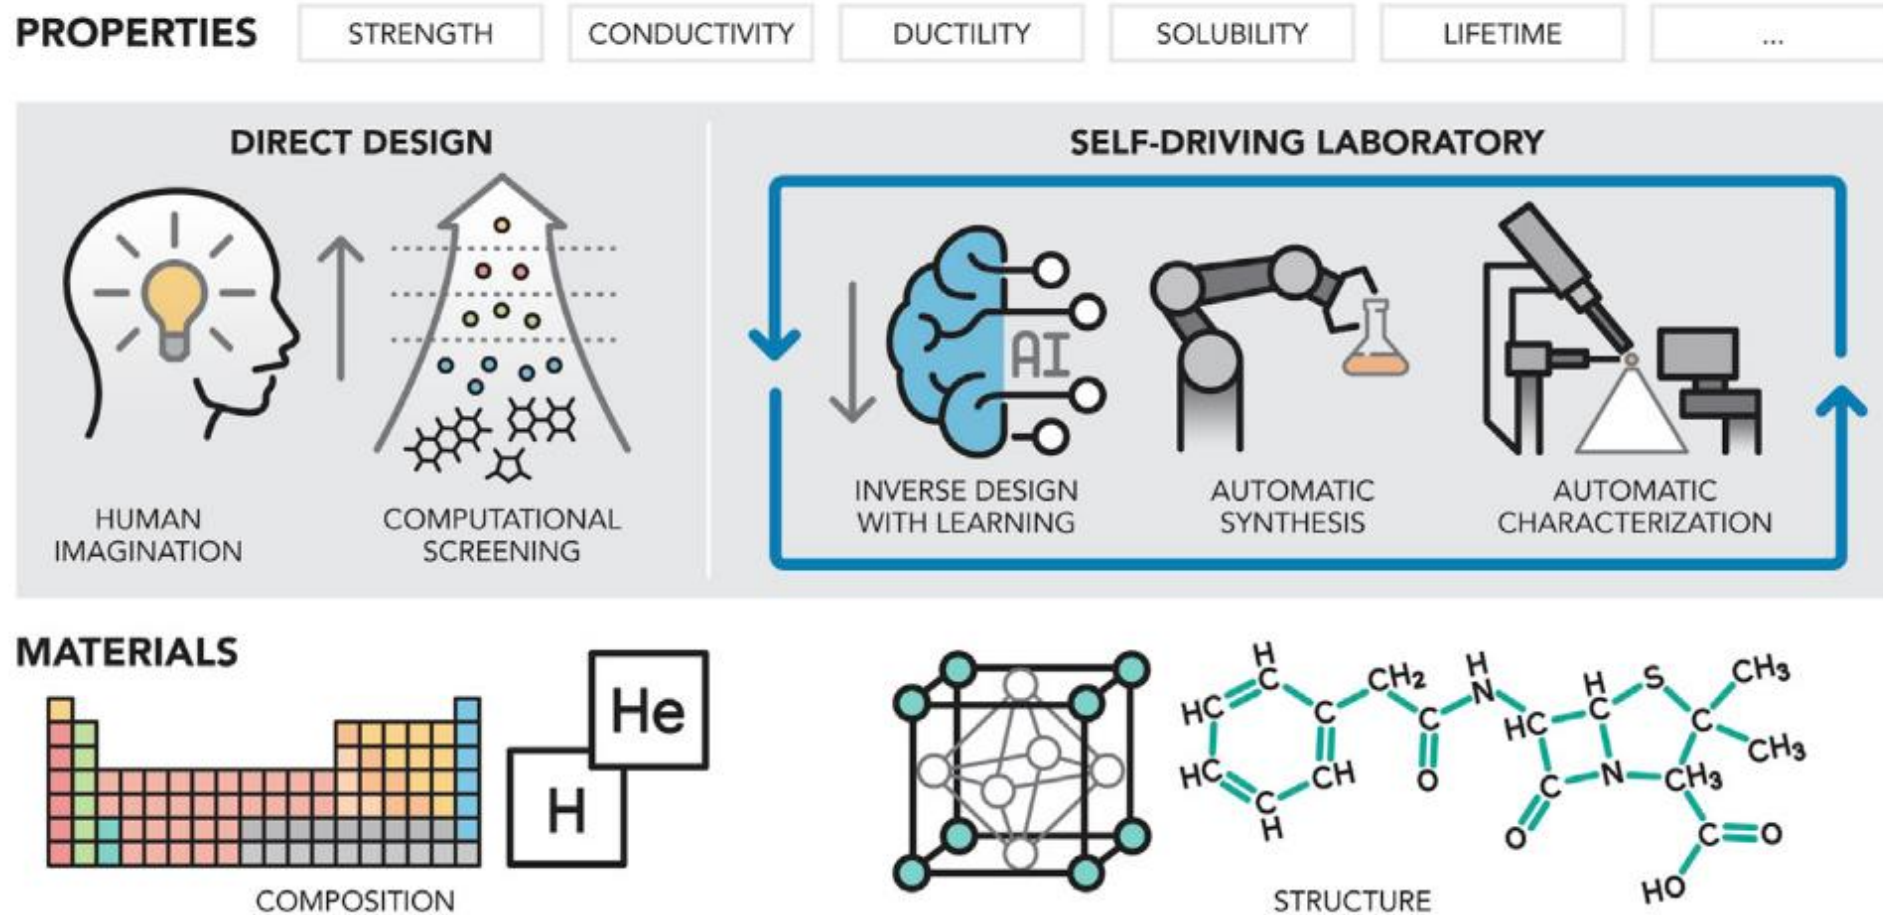 PROPERTIES STRENGTH CONDUCTIVITY DUCTILITY SOLUBILITY LIFETIME ...
DIRECT DESIGN
HUMAN
IMAGINATION
COMPUTATIONAL
SCREENING
SELF-DRIVING LABORATORY
AI
INVERSE DESIGN
WITH LEARNING
AUTOMATIC
SYNTHESIS
AUTOMATIC
CHARACTERIZATION
MATERIALS
He
H
COMPOSITION
H
C
HC
HC
C
H
CH
C
CH2
C
O
H
N
HC
H
C
S
C
CH3
CH3
N
CH3
C
O
C
O
HO
STRUCTURE